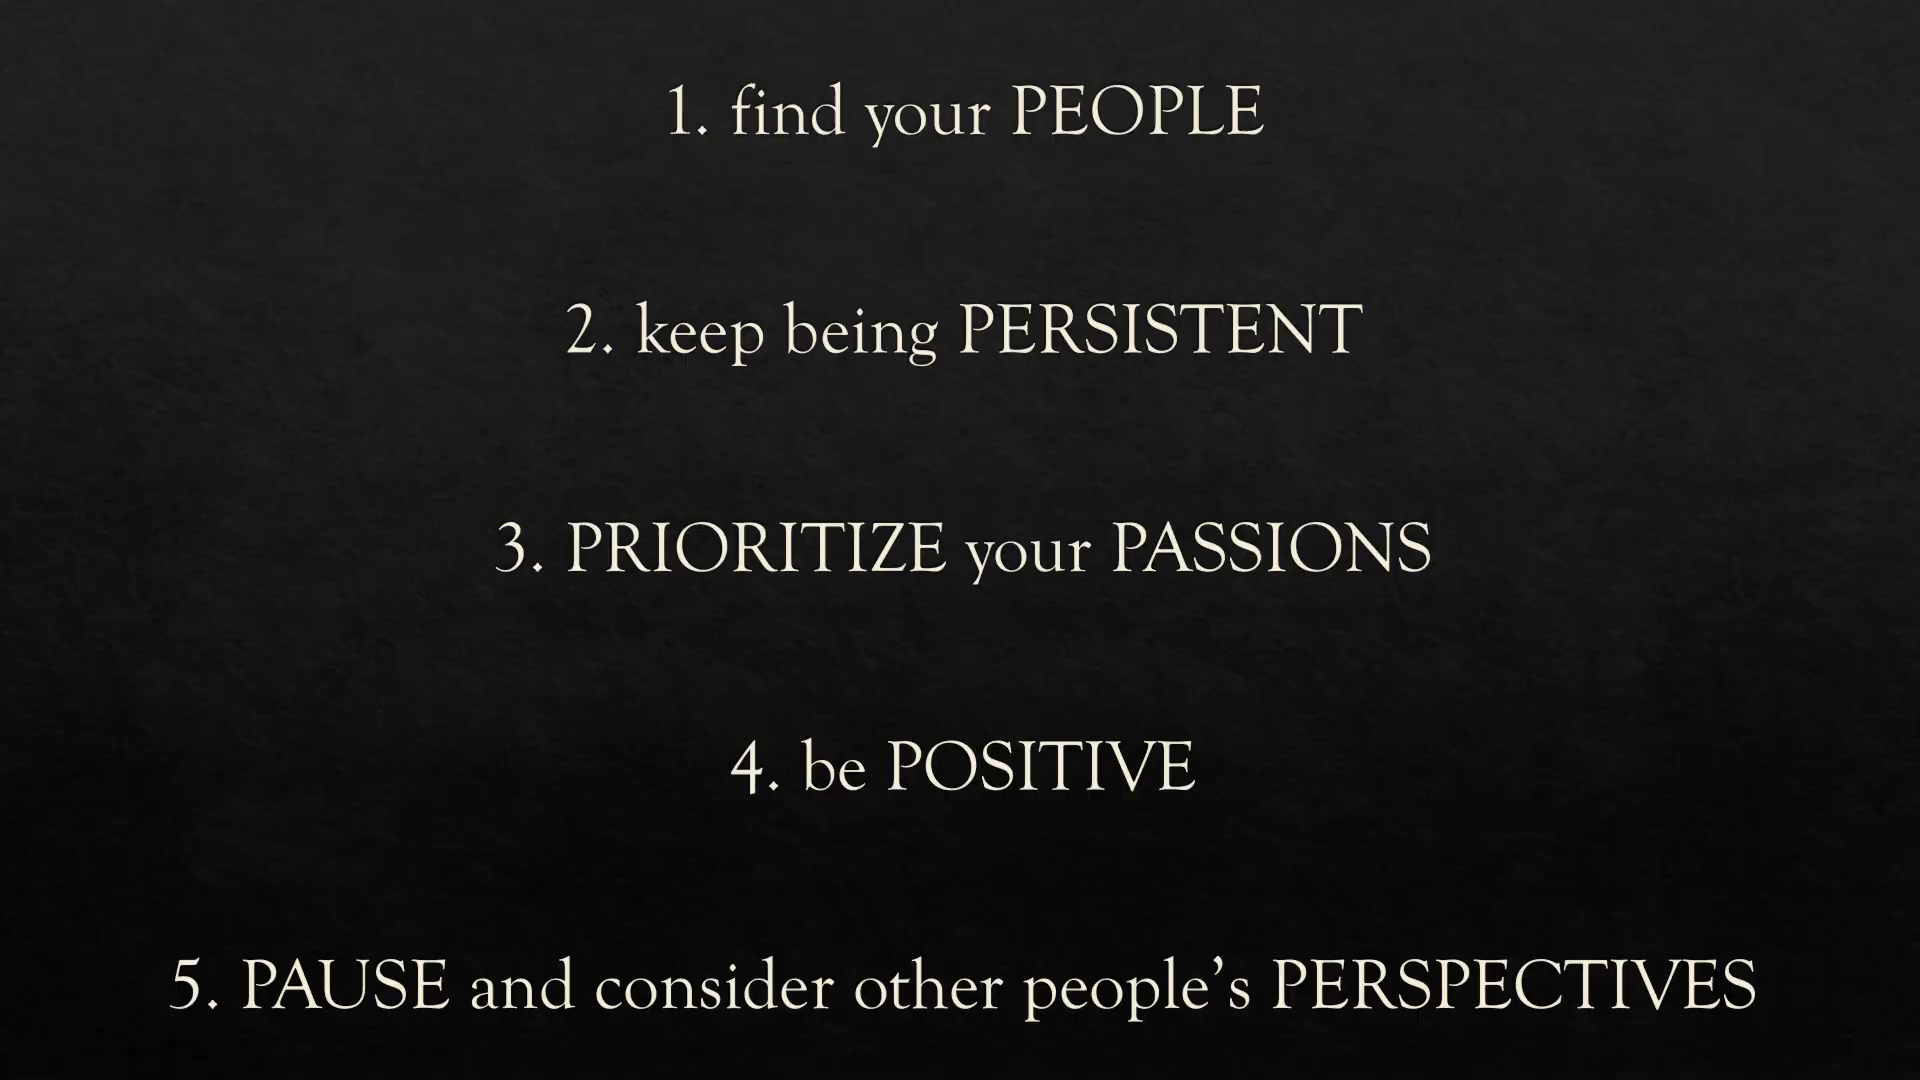 1. find your PEOPLE
2. keep being PERSISTENT
3. PRIORITIZE your PASSIONS
4. be POSITIVE
5. PAUSE and consider other people’s PERSPECTIVES